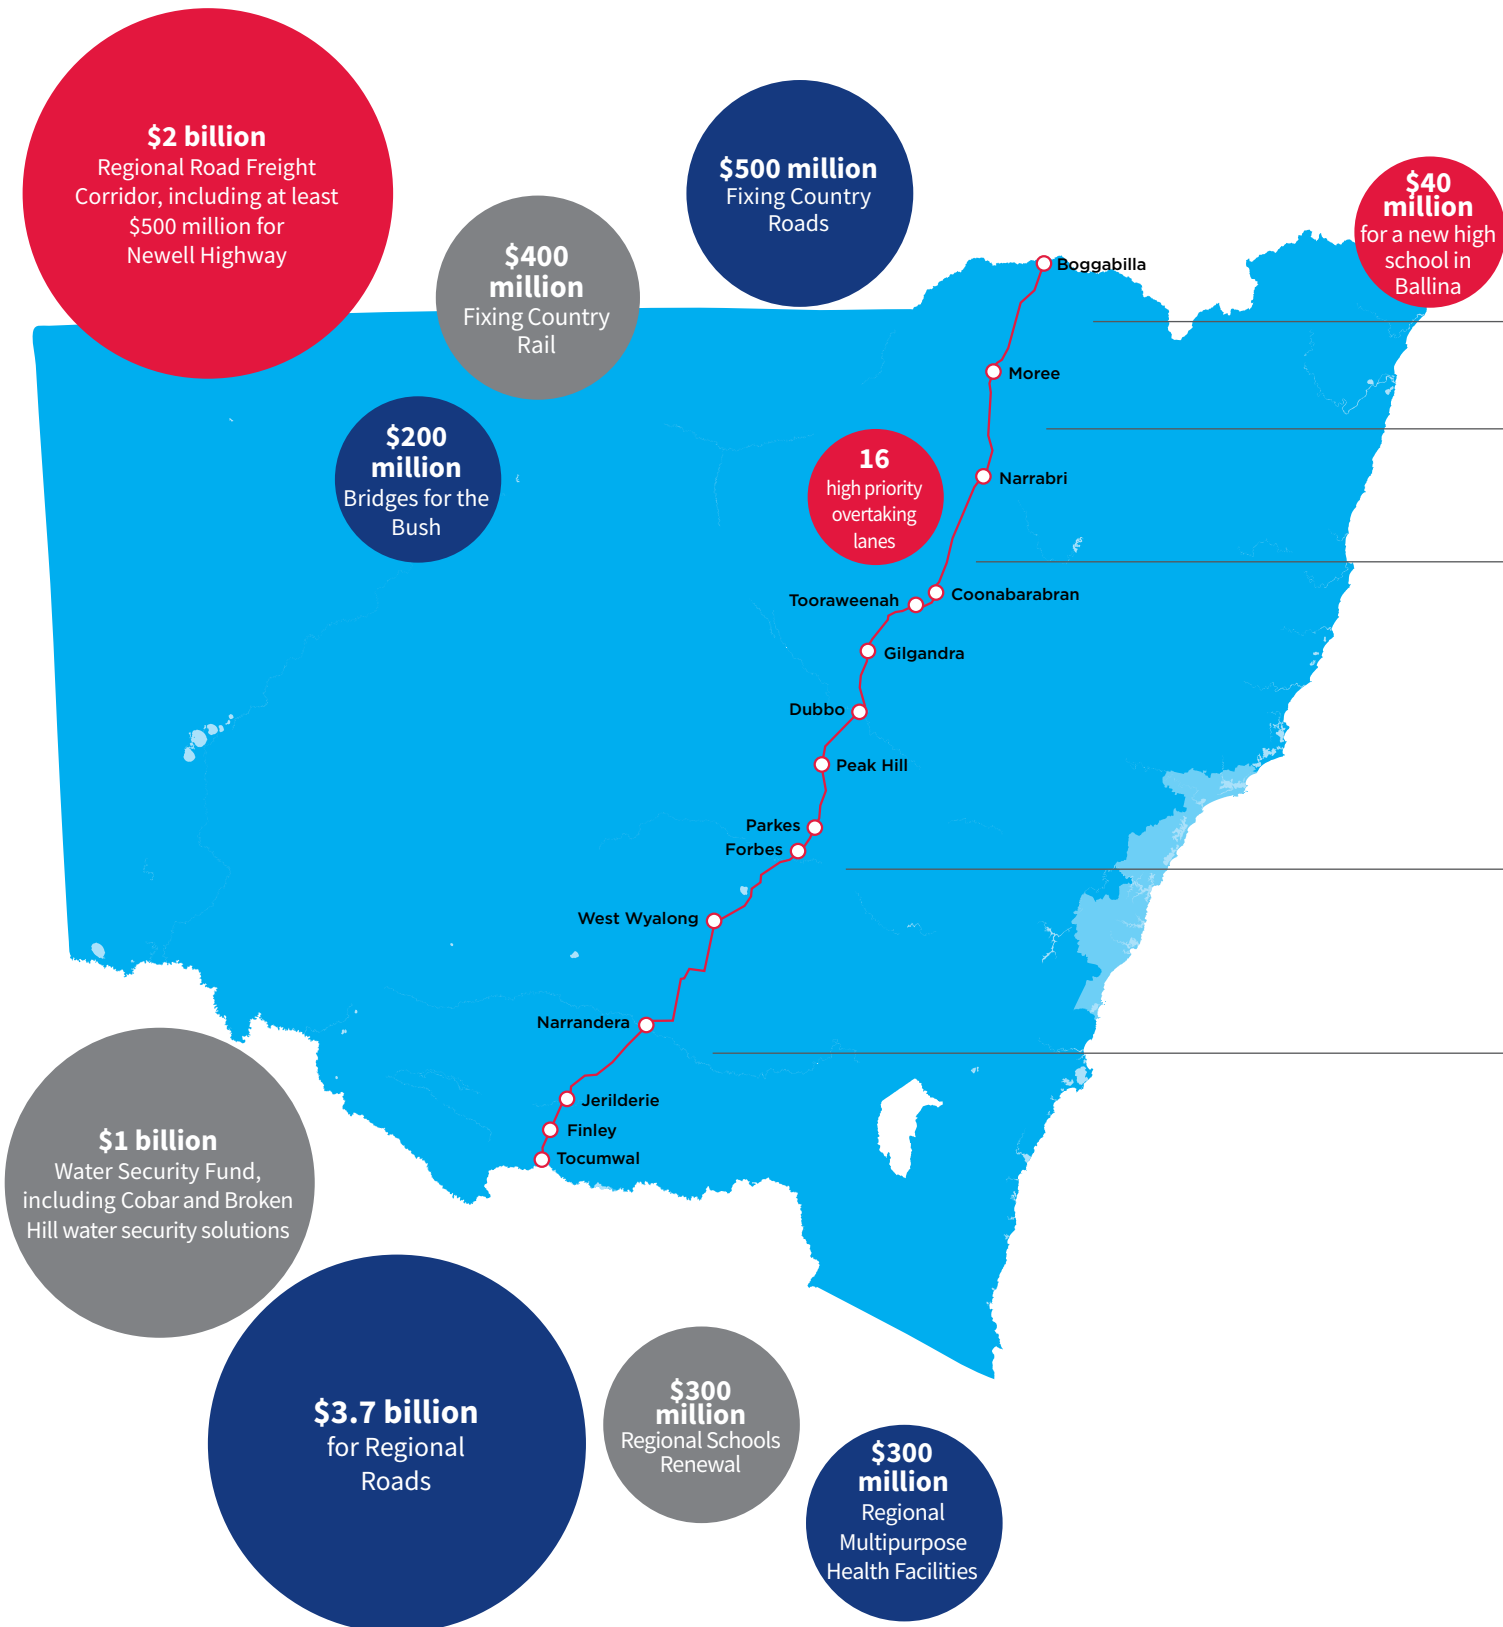 $2 billion
Regional Road Freight
Corridor, including at least
$500 million for
Newell Highway
$400
million
Fixing Country
Rail
$500 million
Fixing Country
Roads
$40
million
for a new high
school in
Ballina
$200
million
Bridges for the
Bush
16
high priority
overtaking
lanes
Boggabilla
Moree
Narrabri
Coonabarabran
Tooraweenah
Gilgandra
Dubbo
Peak Hill
Parkes
Forbes
West Wyalong
Narrandera
Jerilderie
Finley
Tocumwal
$1 billion
Water Security Fund,
including Cobar and Broken
Hill water security solutions
$3.7 billion
for Regional
Roads
$300
million
Regional Schools
Renewal
$300
million
Regional
Multipurpose
Health Facilities